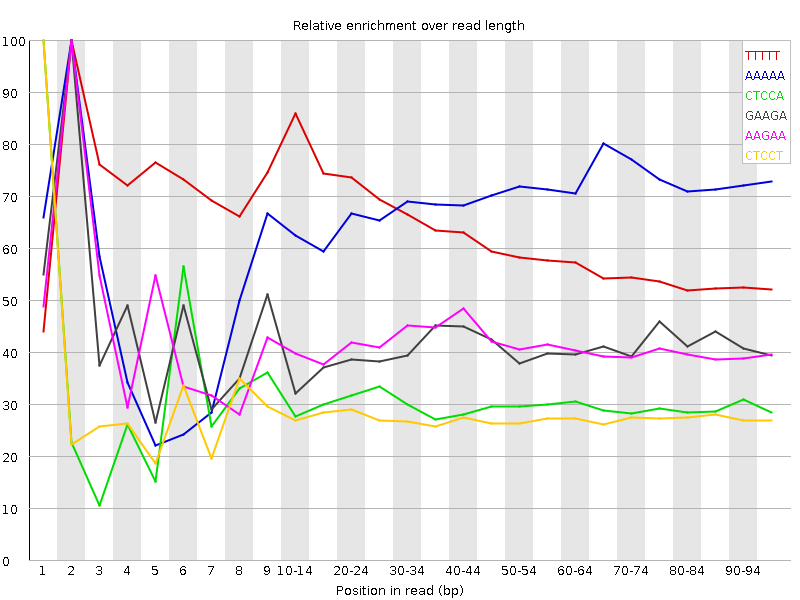 Relative enrichment over read length
100
90
80
70
60
50
40
30
20
10
0
TTTTT
AAAAA
CTCCA
GAAGA
AAGAA
CTCCT
1 2 3 4 5 6 7 8 9 10-14 20-24 30-34 40-44 50-54 60-64 70-74 80-84 90-94
Position in read (bp)